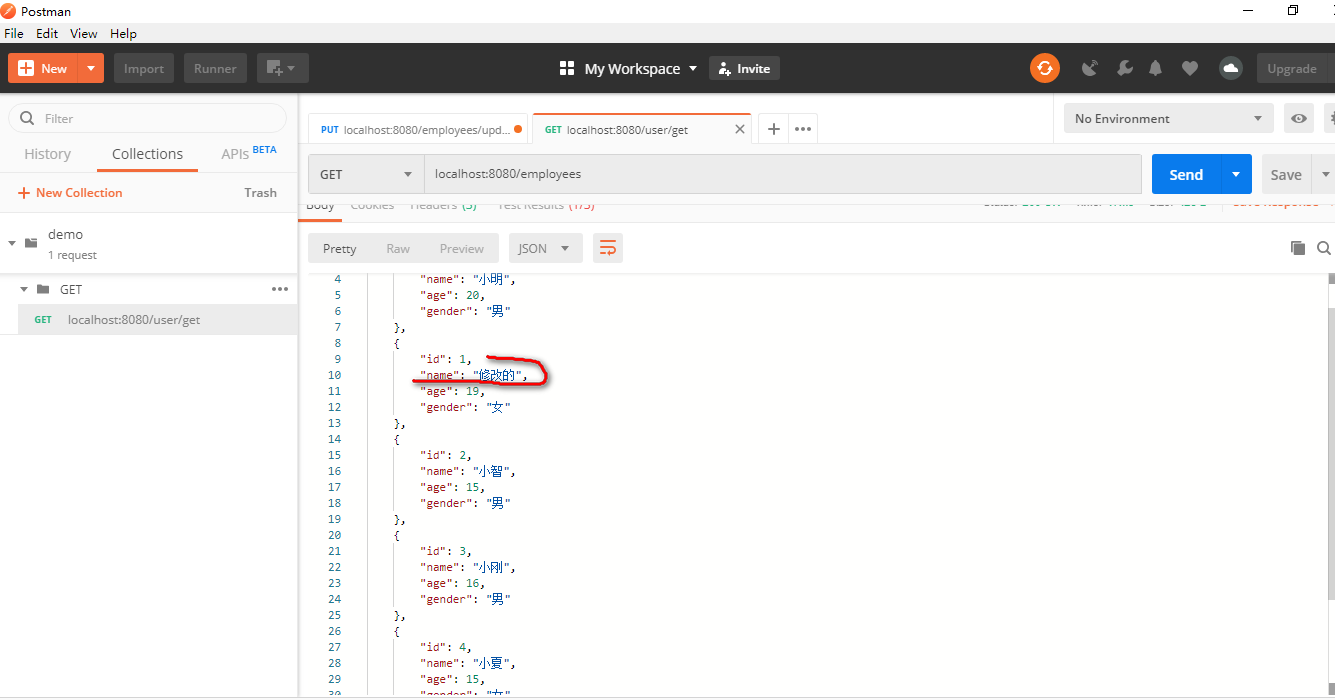 Postman
File Edit View Help
New Import Runner My Workspace Invite Upgrade
Filter
History Collections APIs BETA
New Collection Trash
demo
1 request
GET
GET localhost:8080/user/get
PUT localhost:8080/employees/upd... GET localhost:8080/user/get
No Environment
GET localhost:8080/employees Send Save
Body Cookies Headers (3) Test Results (1/3)
Save Response
Pretty Raw Preview JSON
4 "name": "小明",
5 "age": 20,
6 "gender": "男"
7 },
8 {
9 "id": 1,
10 "name": "修改的",
11 "age": 19,
12 "gender": "女"
13 },
14 {
15 "id": 2,
16 "name": "小智",
17 "age": 15,
18 "gender": "男"
19 },
20 {
21 "id": 3,
22 "name": "小刚",
23 "age": 16,
24 "gender": "男"
25 },
26 {
27 "id": 4,
28 "name": "小夏",
29 "age": 15,
30 "gender": "女"